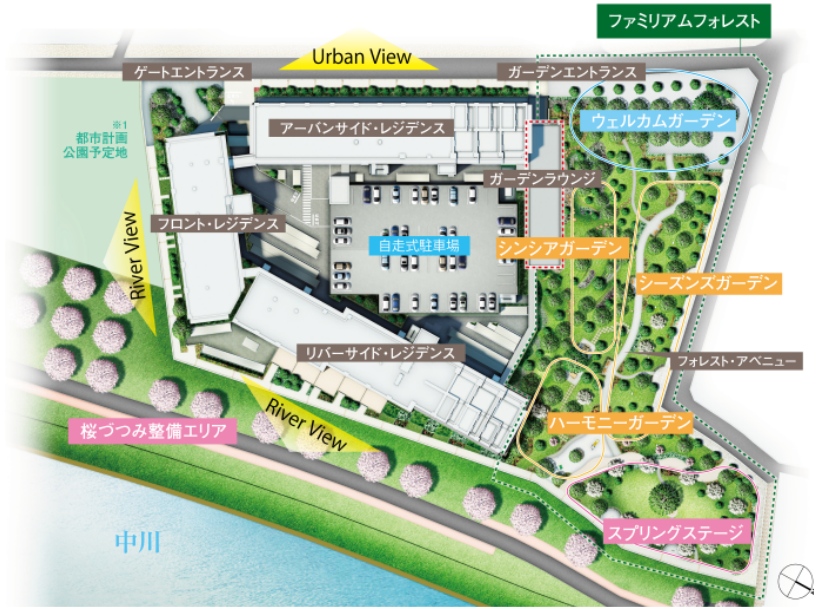 ファミリアムフォレスト
Urban View
ゲートエントランス
ガーデンエントランス
※1
都市計画
公園予定地
アーバンサイド・レジデンス
ウェルカムガーデン
ガーデンラウンジ
フロント・レジデンス
River View
自走式駐車場
シンシアガーデン
シーズンズガーデン
リバーサイド・レジデンス
フォレスト・アベニュー
River View
ハーモニーガーデン
桜づつみ整備エリア
スプリングステージ
中川